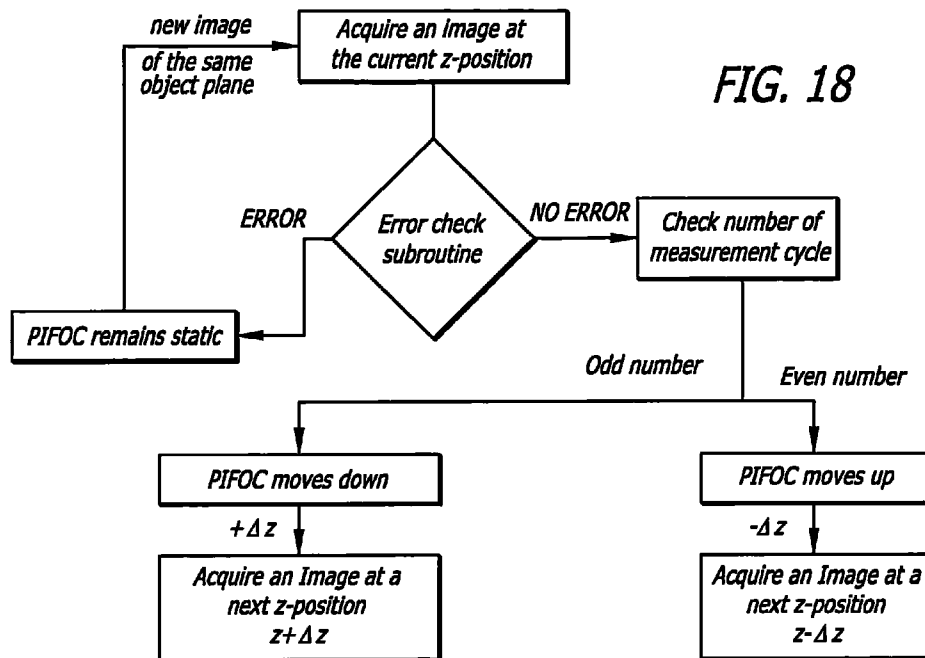 new image
of the same
object plane
Acquire an image at
the current z-position
FIG. 18
ERROR
Error check
subroutine
NO ERROR
Check number of
measurement cycle
PIFOC remains static
Odd number
Even number
PIFOC moves down
PIFOC moves up
+Δz
-Δz
Acquire an Image at a
next z-position
z+Δz
Acquire an Image at a
next z-position
z-Δz